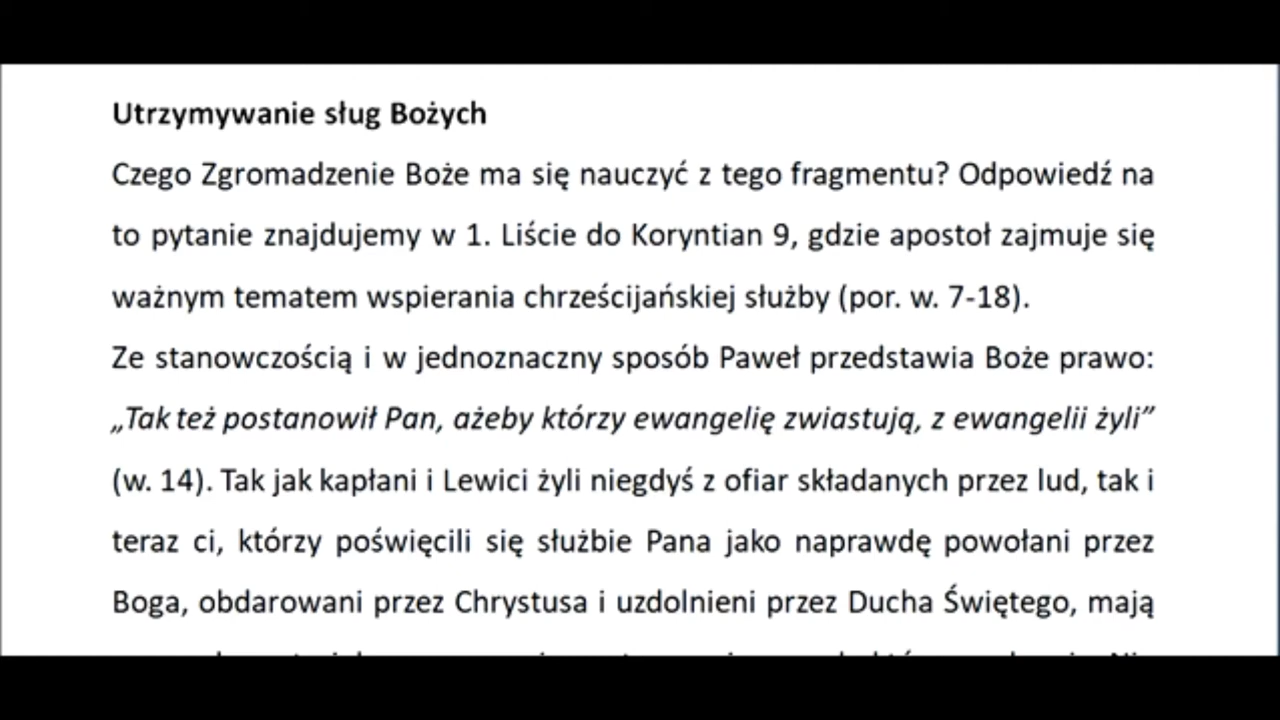 Utrzymywanie sług Bożych
Czego Zgromadzenie Boże ma się nauczyć z tego fragmentu? Odpowiedź na
to pytanie znajdujemy w 1. Liście do Koryntian 9, gdzie apostoł zajmuje się
ważnym tematem wspierania chrześcijańskiej służby (por. w. 7-18).
Ze stanowczością i w jednoznaczny sposób Paweł przedstawia Boże prawo:
„Tak też postanowił Pan, ażeby którzy ewangelię zwiastują, z ewangelii żyli”
(w. 14). Tak jak kapłani i Lewici żyli niegdyś z ofiar składanych przez lud, tak i
teraz ci, którzy poświęcili się służbie Pana jako naprawdę powołani przez
Boga, obdarowani przez Chrystusa i uzdolnieni przez Ducha Świętego, mają